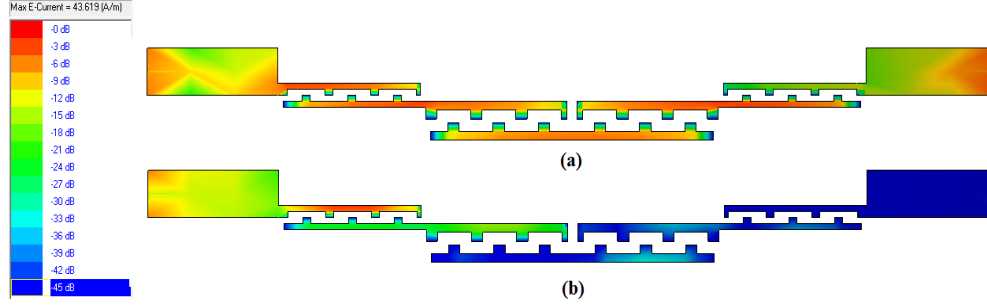 Max E-Current = 43.619 (A/m)
-0 dB
-3 dB
-6 dB
-9 dB
-12 dB
-15 dB
-18 dB
-21 dB
-24 dB
-27 dB
-30 dB
-33 dB
-36 dB
-39 dB
-42 dB
-45 dB
(a)
(b)